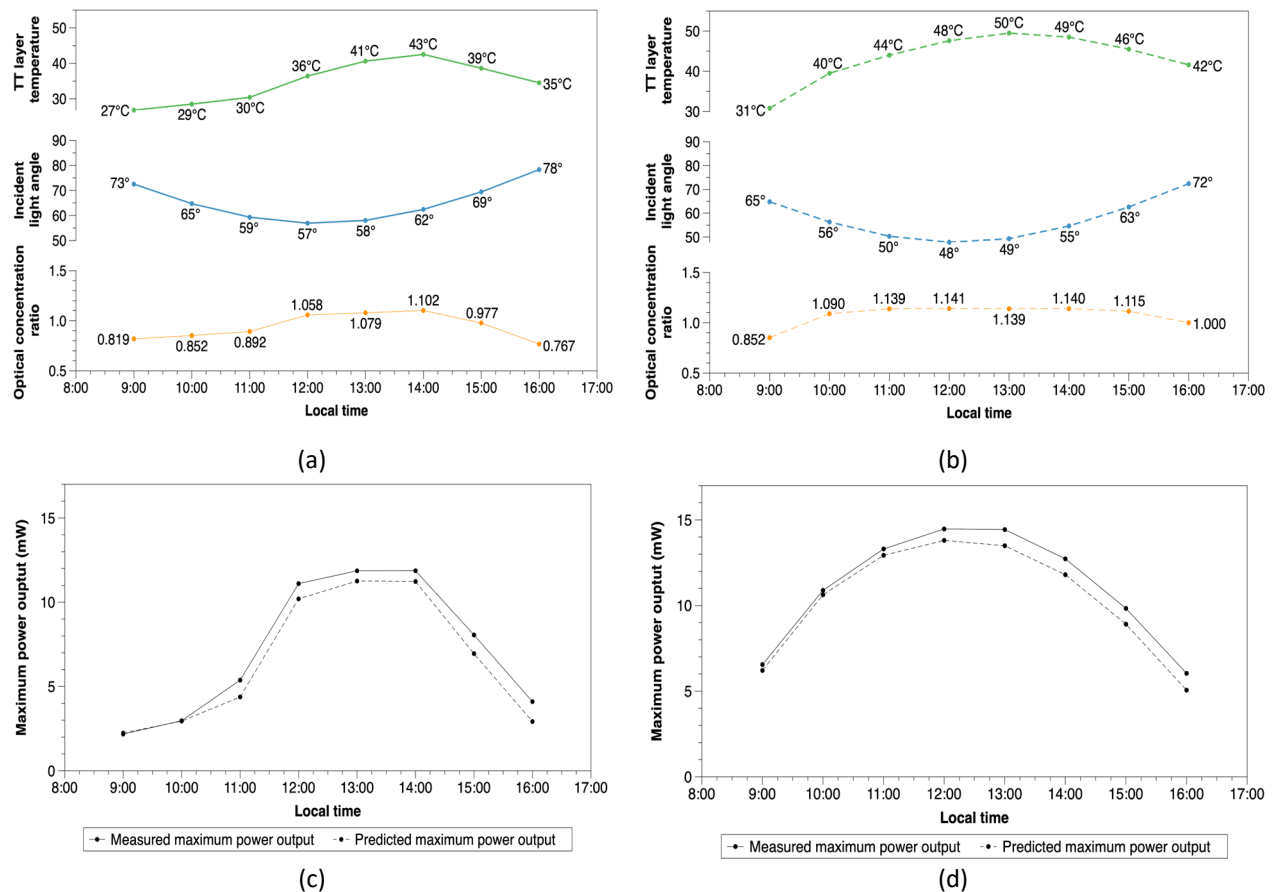 TT layer
temperature
50
40
30
27°C
29°C
30°C
36°C
41°C
43°C
39°C
35°C
Incident
light angle
90
80
70
60
50
73°
65°
59°
57°
58°
62°
69°
78°
Optical concentration
ratio
1.5
1.0
0.5
0.819
0.852
0.892
1.058
1.079
1.102
0.977
0.767
8:00 9:00 10:00 11:00 12:00 13:00 14:00 15:00 16:00 17:00
Local time
(a)
TT layer
temperature
50
40
30
31°C
40°C
44°C
48°C
50°C
49°C
46°C
42°C
Incident
light angle
90
80
70
60
50
65°
56°
50°
48°
49°
55°
63°
72°
Optical concentration
ratio
1.5
1.0
0.5
0.852
1.090
1.139
1.141
1.139
1.140
1.115
1.000
8:00 9:00 10:00 11:00 12:00 13:00 14:00 15:00 16:00 17:00
Local time
(b)
Maximum power ouptut (mW)
15
10
5
0
8:00 9:00 10:00 11:00 12:00 13:00 14:00 15:00 16:00 17:00
Local time
Measured maximum power output Predicted maximum power output
(c)
Maximum power ouptut (mW)
15
10
5
0
8:00 9:00 10:00 11:00 12:00 13:00 14:00 15:00 16:00 17:00
Local time
Measured maximum power output Predicted maximum power output
(d)